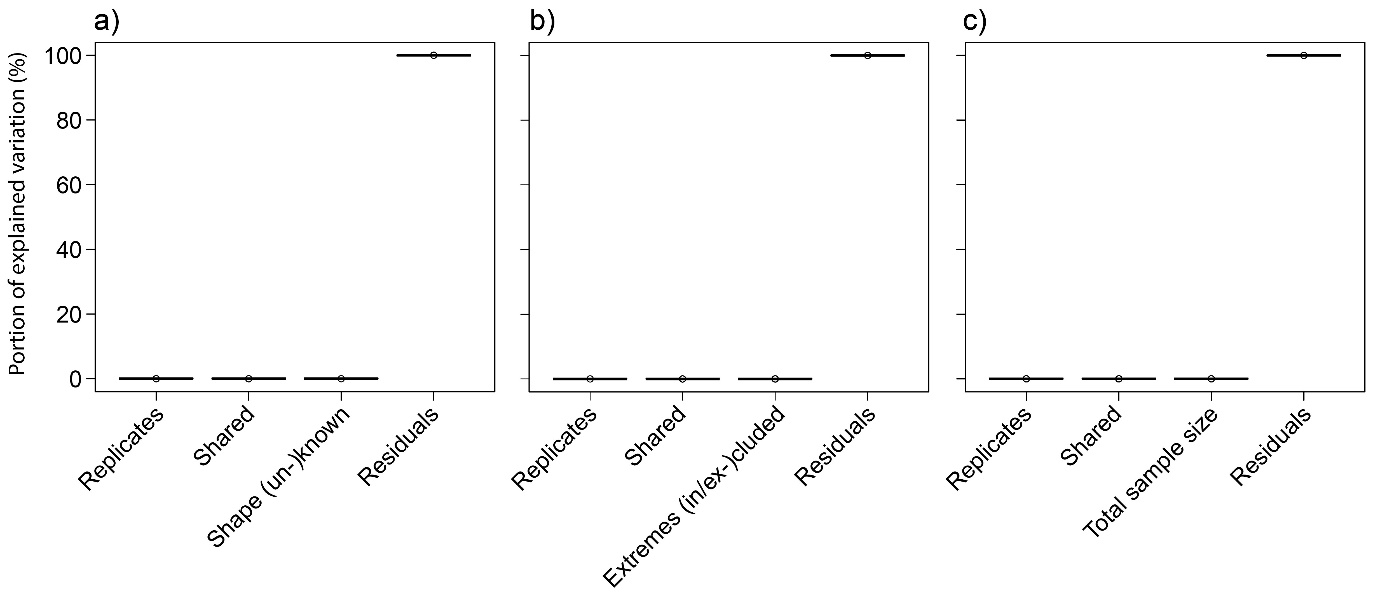 a)
b)
c)
Portion of explained variation (%)
100
80
60
40
20
0
Replicates
Shared
Shape (un-)known
Residuals
Replicates
Shared
Extremes (in/ex-)cluded
Residuals
Replicates
Shared
Total sample size
Residuals